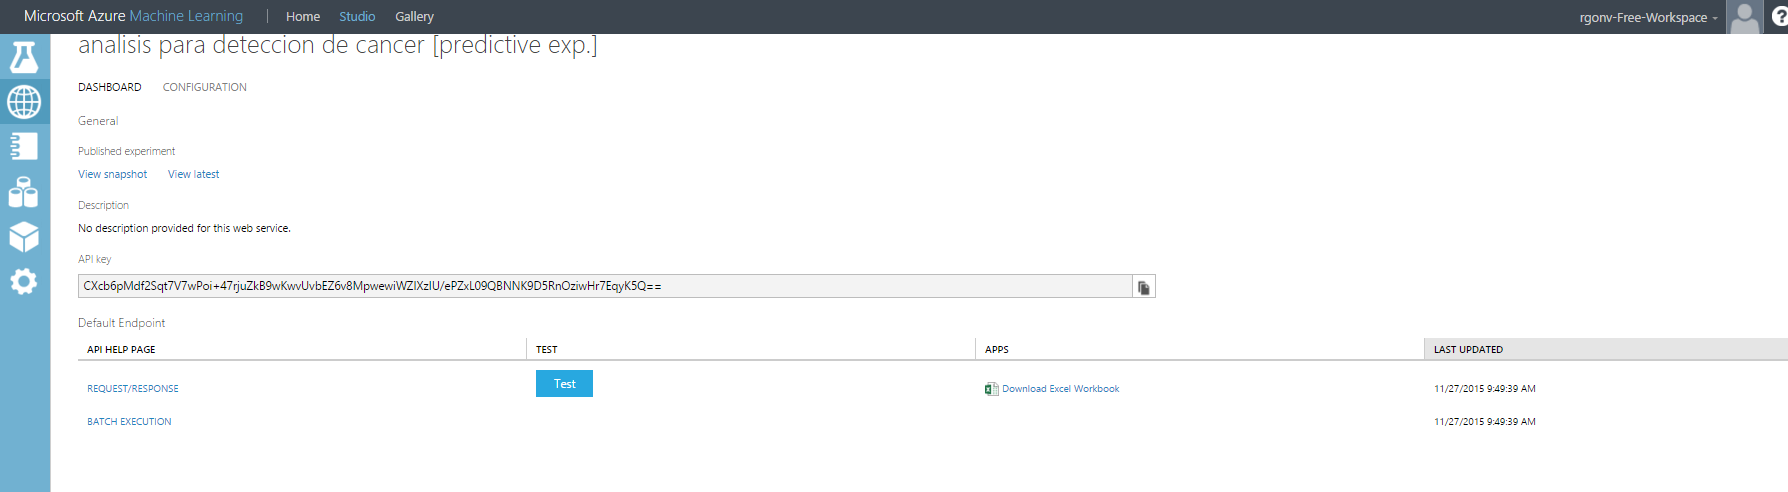 Microsoft Azure Machine Learning | Home Studio Gallery rgonv-Free-Workspace ?
analisis para deteccion de cancer [predictive exp.]
DASHBOARD CONFIGURATION
General
Published experiment
View snapshot View latest
Description
No description provided for this web service.
API key
CXcb6pMdf2Sqt7V7wPoi+47rjuZkB9wKwvUvbEZ6v8MpwewiWZIXzIU/ePZxL09QBNNK9D5RnOziwHr7EqyK5Q==
Default Endpoint
API HELP PAGE TEST APPS LAST UPDATED
REQUEST/RESPONSE Test Download Excel Workbook 11/27/2015 9:49:39 AM
BATCH EXECUTION 11/27/2015 9:49:39 AM